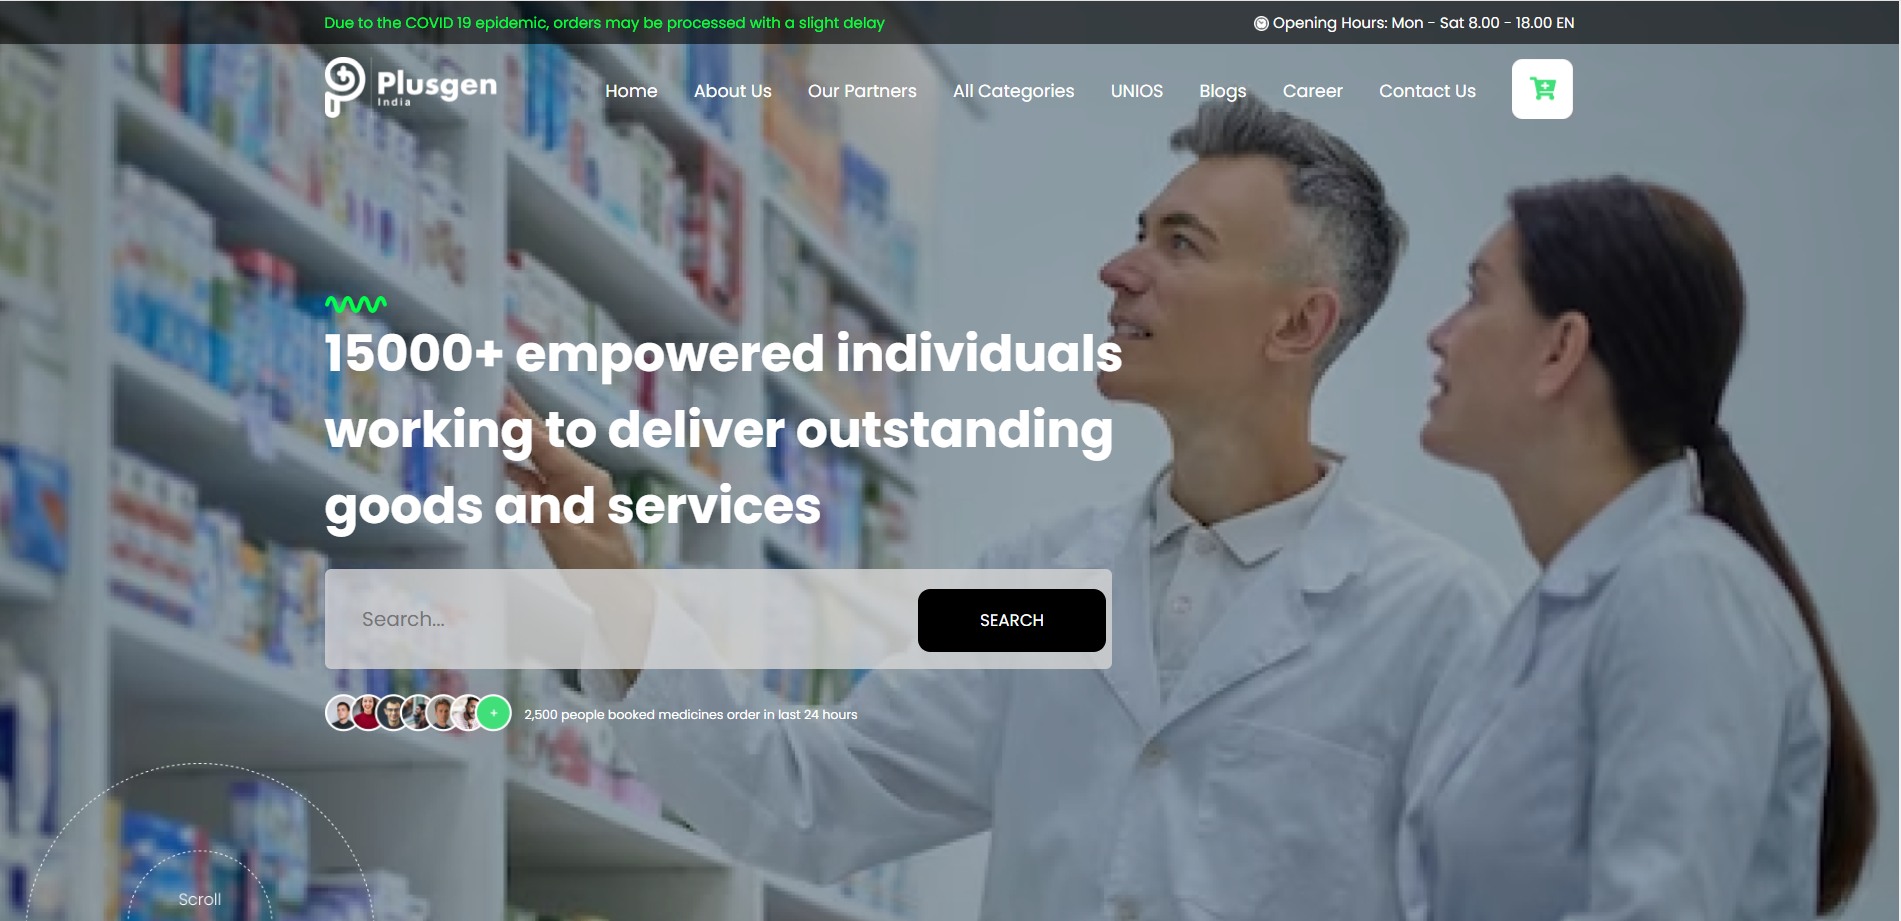 Due to the COVID 19 epidemic, orders may be processed with a slight delay
Opening Hours: Mon - Sat 8.00 - 18.00 EN
Plusgen
India
Home
About Us
Our Partners
All Categories
UNIOS
Blogs
Career
Contact Us
15000+ empowered individuals
working to deliver outstanding
goods and services
Search...
SEARCH
+
2,500 people booked medicines order in last 24 hours
Scroll